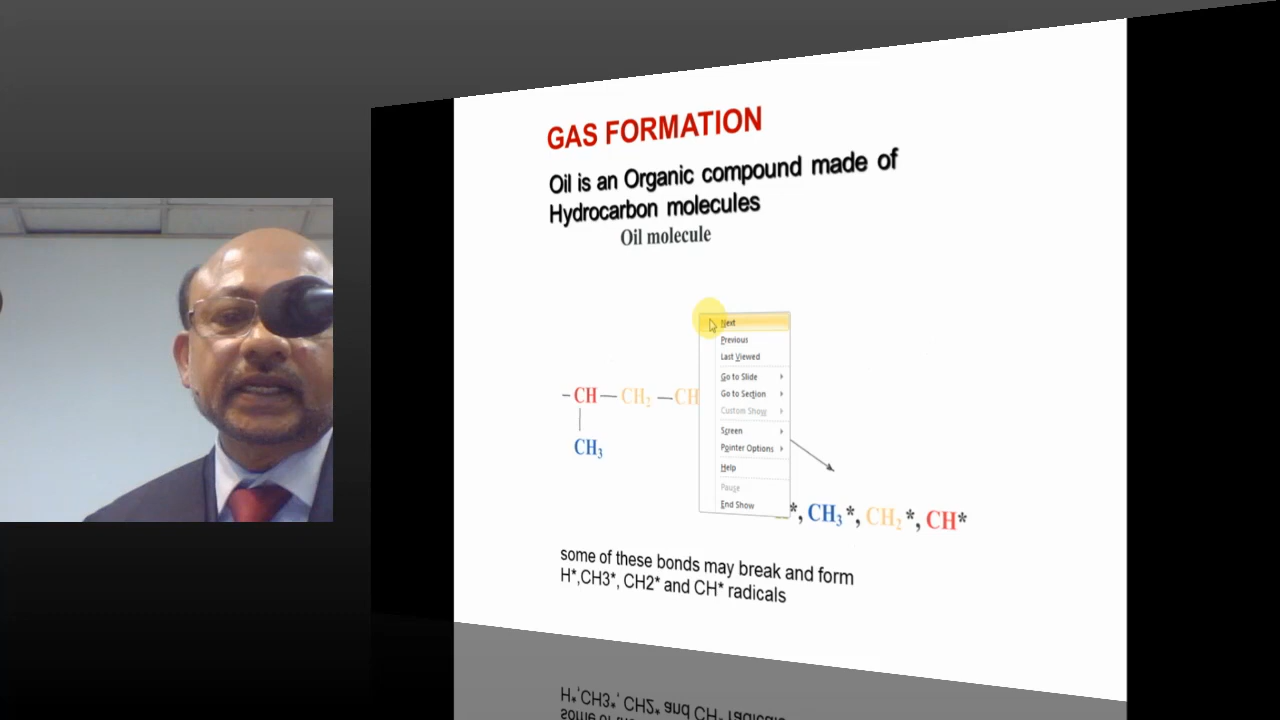 GAS FORMATION
Oil is an Organic compound made of
Hydrocarbon molecules
Oil molecule
Next
Previous
Last Viewed
Go to Slide
Go to Section
Custom Show
Screen
Pointer Options
Help
Pause
End Show
– CH — CH₂ — CH
CH₃
*, CH₃*, CH₂*, CH*
some of these bonds may break and form
H*,CH3*, CH2* and CH* radicals